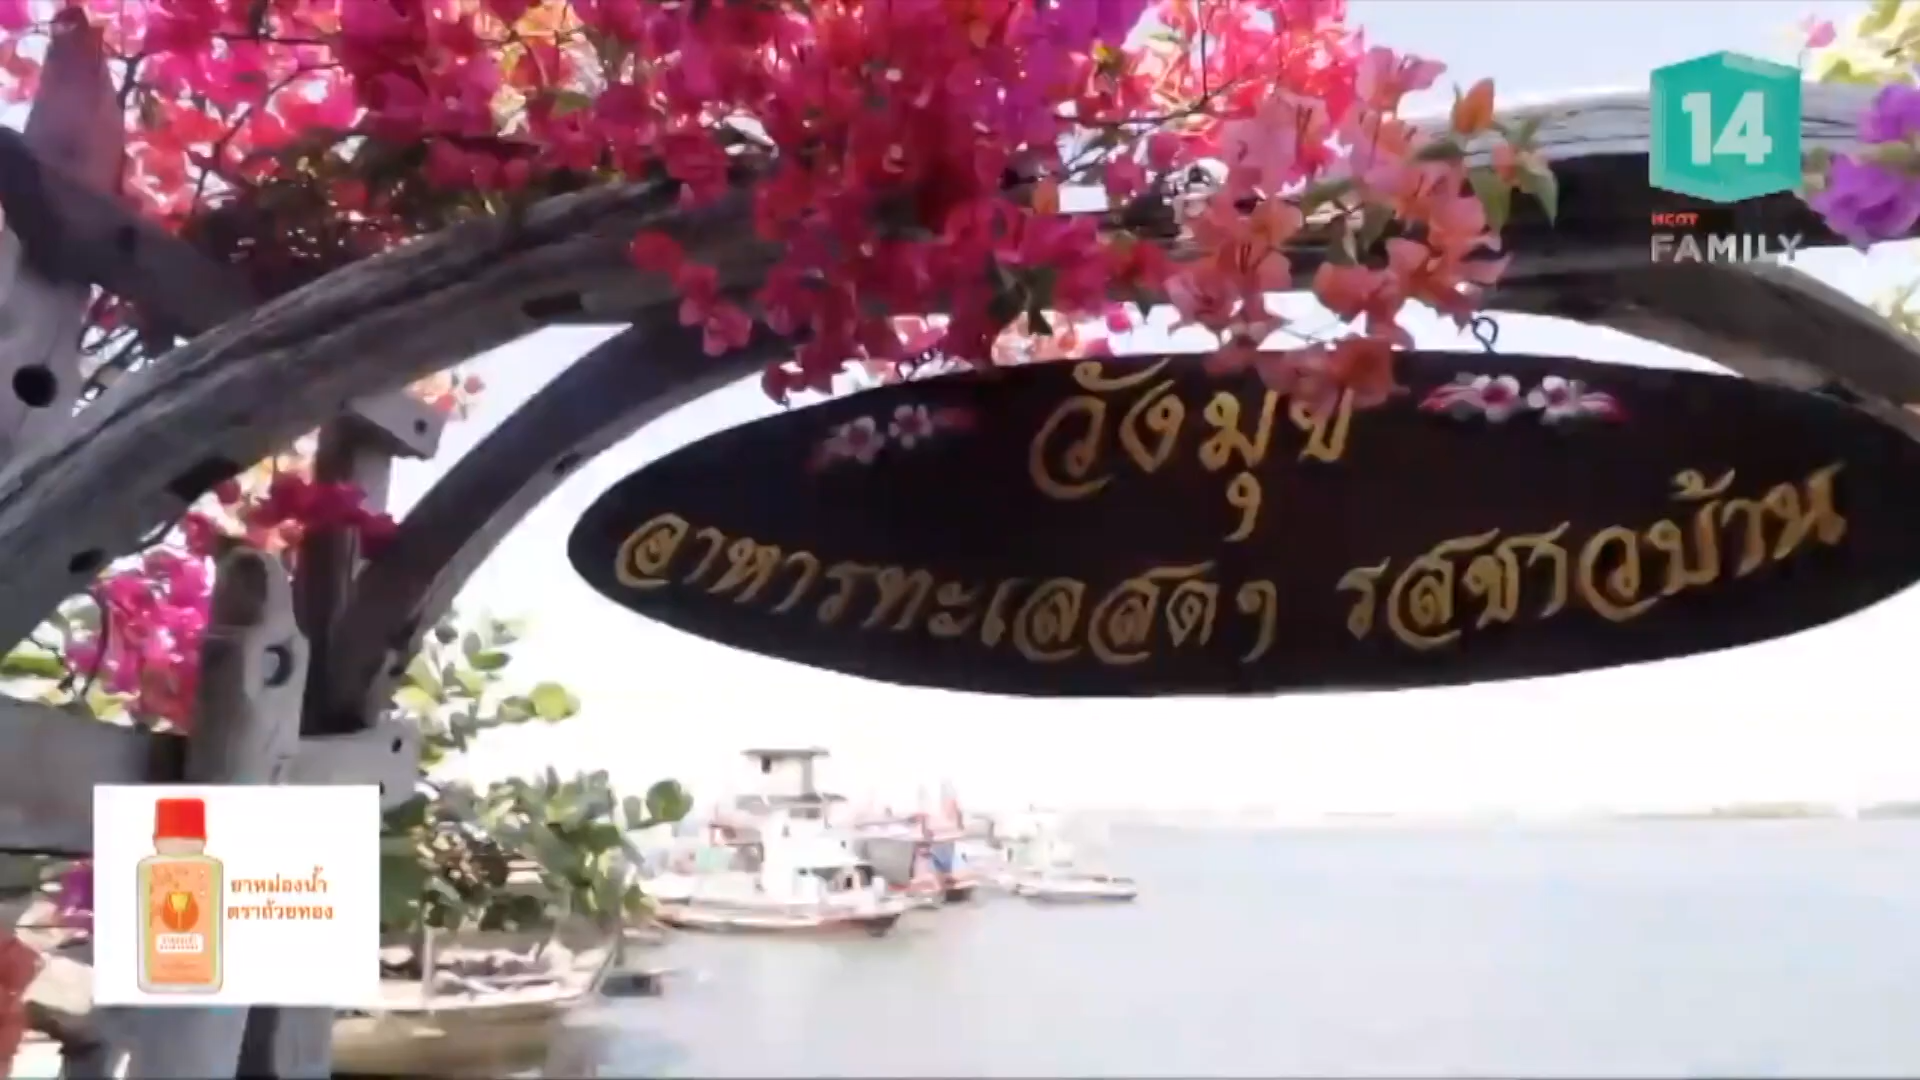 14
MCOT
FAMILY
วังมุข
อาหารทะเลสดๆ รสชาวบ้าน
ยาหม่องน้ำ
ตราถ้วยทอง